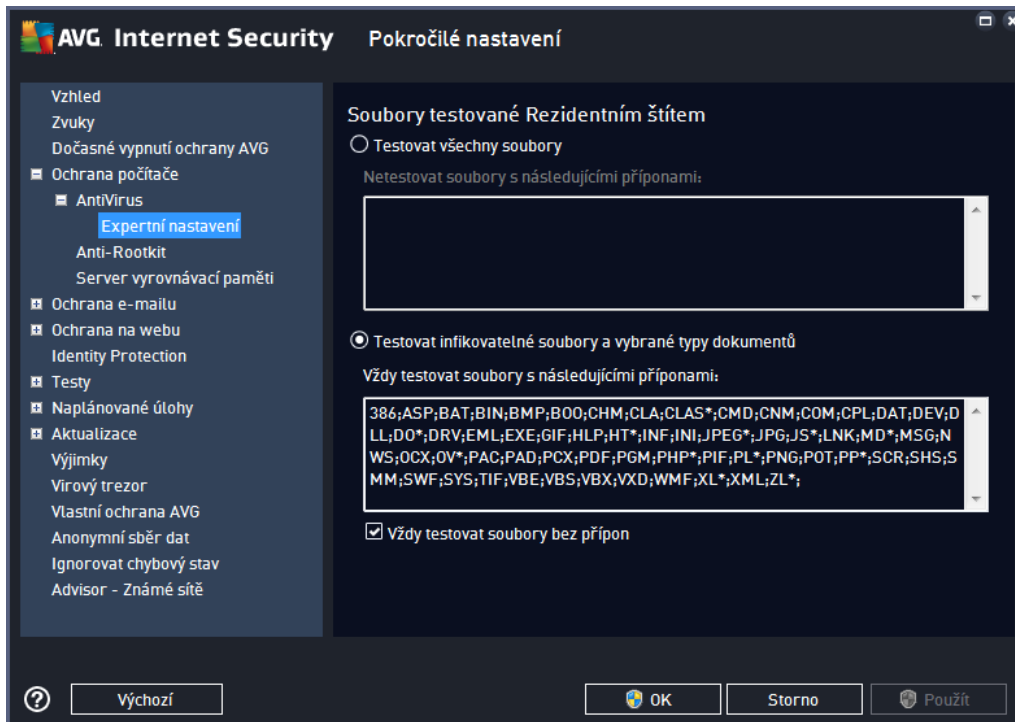 AVG. Internet Security Pokročilé nastavení
Vzhled
Zvuky
Dočasné vypnutí ochrany AVG
Ochrana počítače
AntiVirus
Expertní nastavení
Anti-Rootkit
Server vyrovnávací paměti
Ochrana e-mailu
Ochrana na webu
Identity Protection
Testy
Naplánované úlohy
Aktualizace
Výjimky
Virový trezor
Vlastní ochrana AVG
Anonymní sběr dat
Ignorovat chybový stav
Advisor - Známé sítě
Soubory testované Rezidentním štítem
Testovat všechny soubory
Netestovat soubory s následujícími příponami:
Testovat infikovatelné soubory a vybrané typy dokumentů
Vždy testovat soubory s následujícími příponami:
386;ASP;BAT;BIN;BMP;BOO;CHM;CLA;CLAS*;CMD;CNM;COM;CPL;DAT;DEV;D
LL;DO*;DRV;EML;EXE;GIF;HLP;HT*;INF;INI;JPEG*;JPG;JS*;LNK;MD*;MSG;N
WS;OCX;OV*;PAC;PAD;PCX;PDF;PGM;PHP*;PIF;PL*;PNG;POT;PP*;SCR;SHS;S
MM;SWF;SYS;TIF;VBE;VBS;VBX;VXD;WMF;XL*;XML;ZL*;
Vždy testovat soubory bez přípon
? Výchozí OK Storno Použít